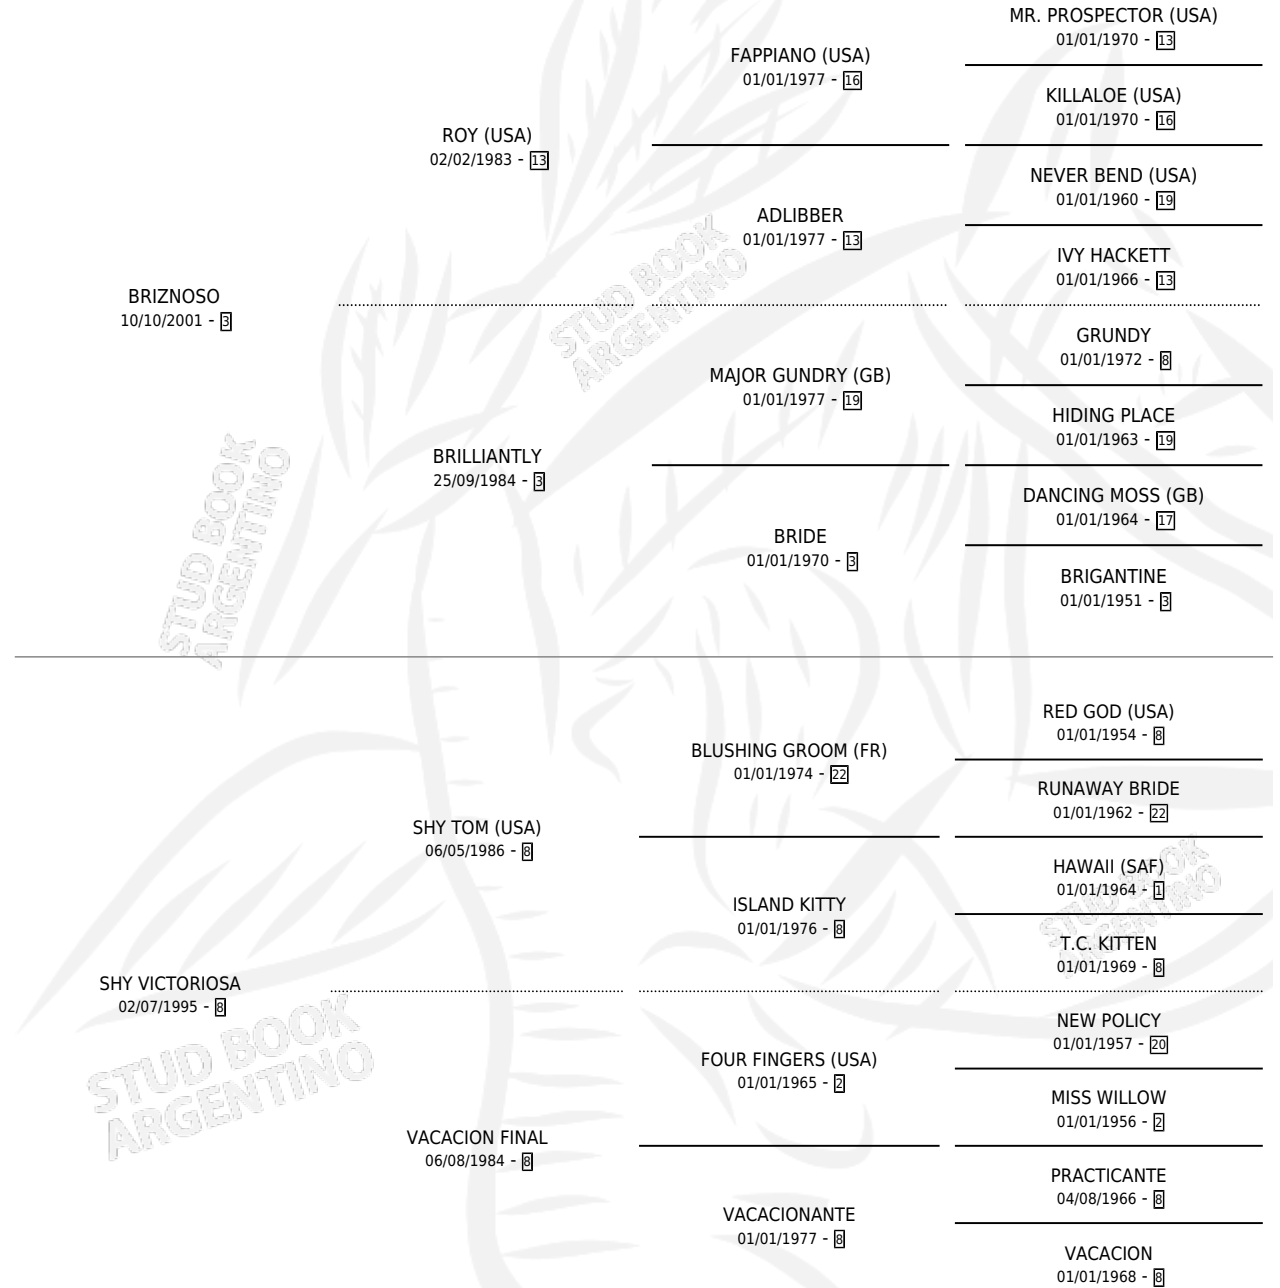 MR. PROSPECTOR (USA)
01/01/1970 - 13
FAPPIANO (USA)
01/01/1977 - 16
KILLALOE (USA)
01/01/1970 - 16
ROY (USA)
02/02/1983 - 13
NEVER BEND (USA)
01/01/1960 - 19
ADLIBBER
01/01/1977 - 13
IVY HACKETT
01/01/1966 - 13
BRIZNOSO
10/10/2001 - 3
GRUNDY
01/01/1972 - 8
MAJOR GUNDRY (GB)
01/01/1977 - 19
HIDING PLACE
01/01/1963 - 19
BRILLIANTLY
25/09/1984 - 3
DANCING MOSS (GB)
01/01/1964 - 17
BRIDE
01/01/1970 - 3
BRIGANTINE
01/01/1951 - 3
RED GOD (USA)
01/01/1954 - 8
BLUSHING GROOM (FR)
01/01/1974 - 22
RUNAWAY BRIDE
01/01/1962 - 22
SHY TOM (USA)
06/05/1986 - 8
HAWAII (SAF)
01/01/1964 - 1
ISLAND KITTY
01/01/1976 - 8
T.C. KITTEN
01/01/1969 - 8
SHY VICTORIOSA
02/07/1995 - 8
NEW POLICY
01/01/1957 - 20
FOUR FINGERS (USA)
01/01/1965 - 2
MISS WILLOW
01/01/1956 - 2
VACACION FINAL
06/08/1984 - 8
PRACTICANTE
04/08/1966 - 8
VACACIONANTE
01/01/1977 - 8
VACACION
01/01/1968 - 8
STUD BOOK
ARGENTINO
STUD BOOK
ARGENTINO
STUD BOOK
ARGENTINO
STUD BOOK
ARGENTINO